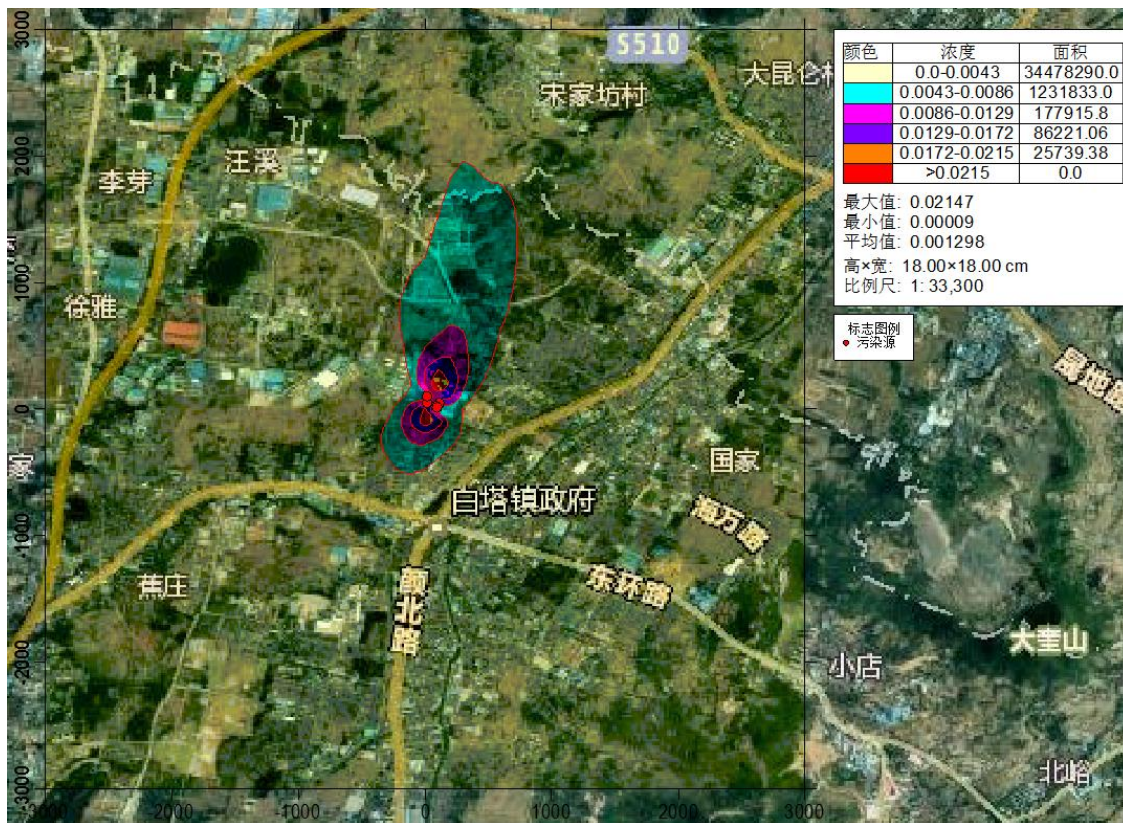 3000
S510
大昆仑村
宋家坊村
汪溪
李芽
2000
1000
徐雅
0
家
国家
白塔镇政府
-1000
蕉庄
颜北路
东环路
大奎山
小店
-2000
北峪
-3000
-3000 -2000 -1000 0 1000 2000 3000
颜色 浓度 面积
0.0-0.0043 34478290.0
0.0043-0.0086 1231833.0
0.0086-0.0129 177915.8
0.0129-0.0172 86221.06
0.0172-0.0215 25739.38
>0.0215 0.0
最大值: 0.02147
最小值: 0.00009
平均值: 0.001298
高×宽: 18.00×18.00 cm
比例尺: 1: 33,300
标志图例
污染源